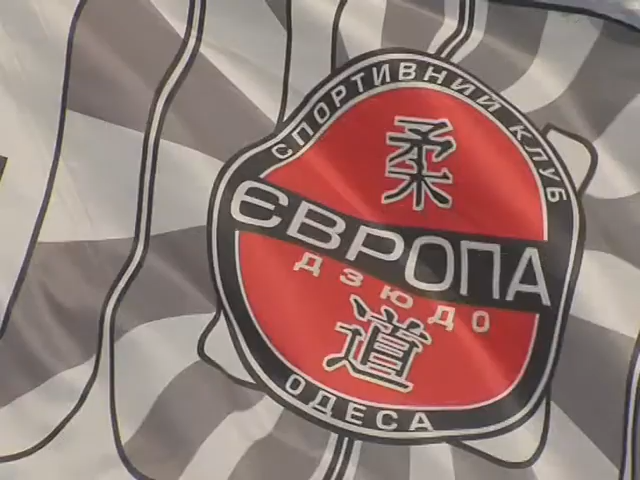 СПОРТИВНИЙ КЛУБ
柔
ЄВРОПА
ДЗЮДО
道
ОДЕСА